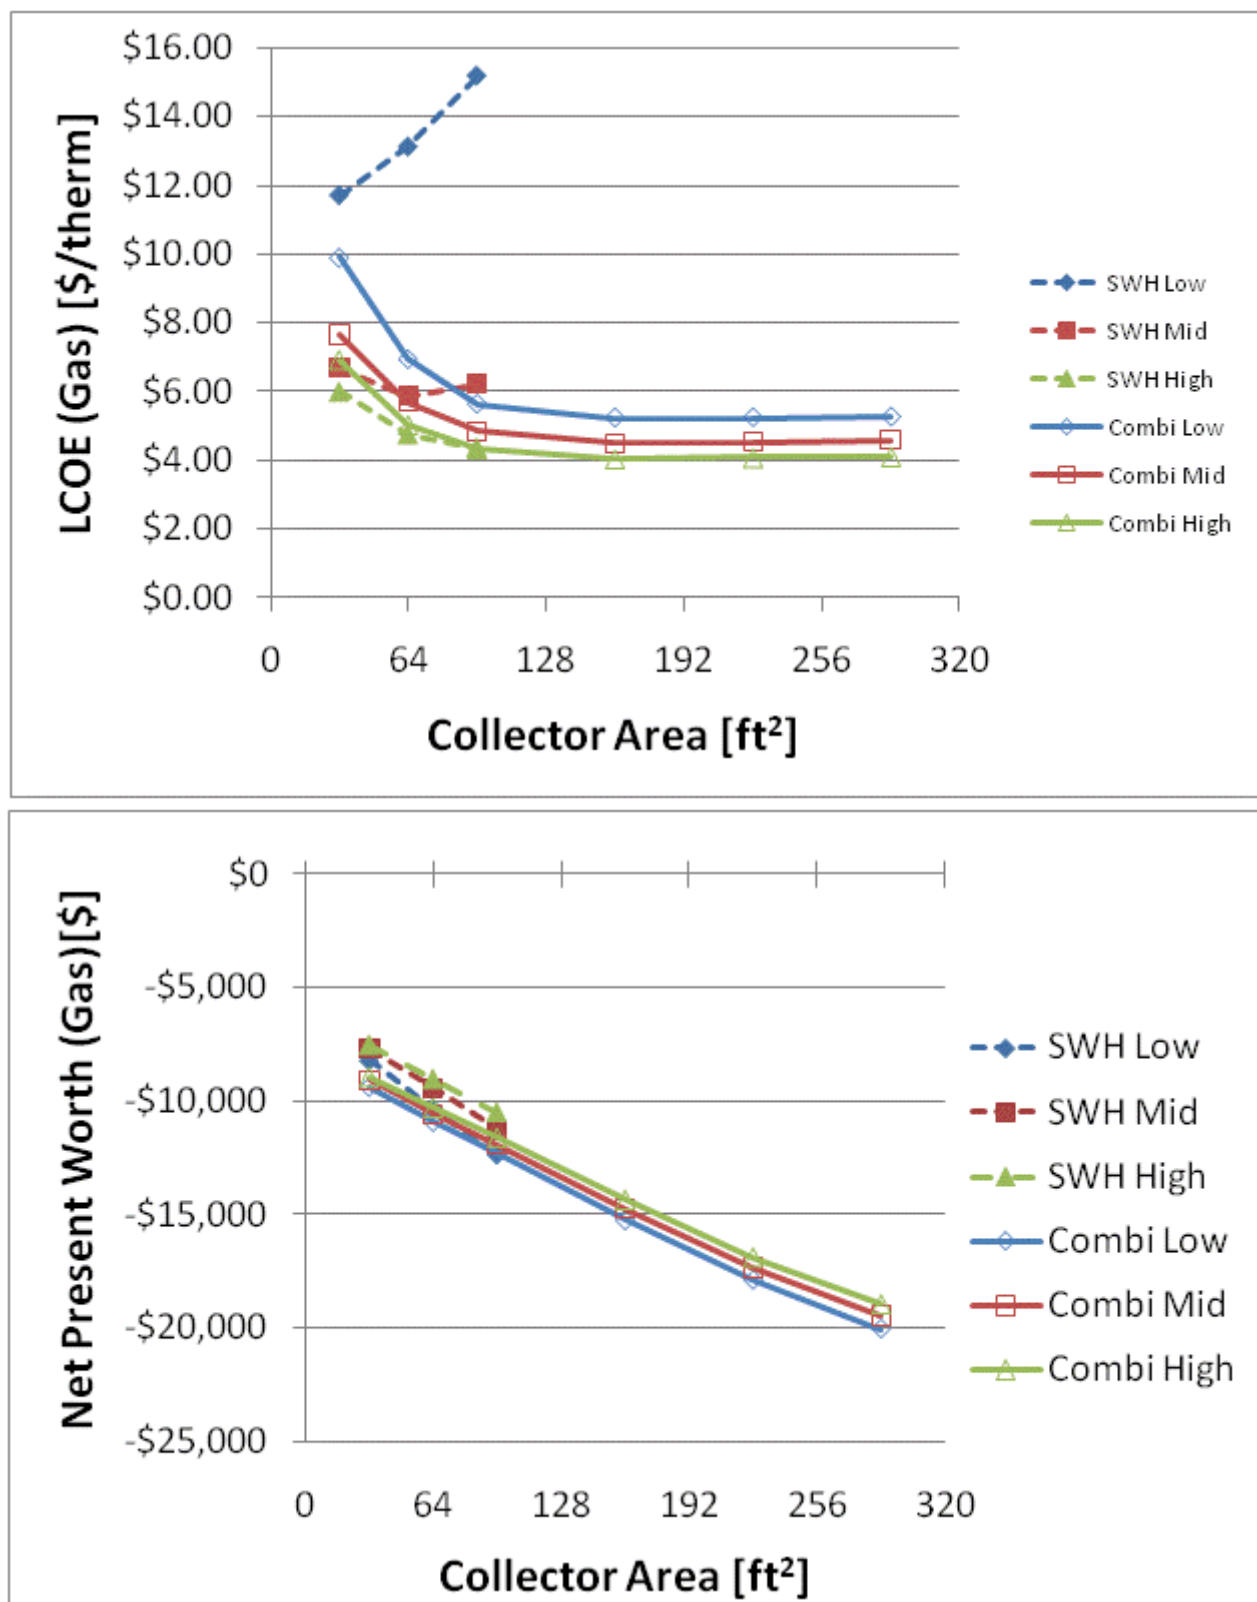 $16.00
$14.00
$12.00
$10.00
$8.00
$6.00
$4.00
$2.00
$0.00
LCOE (Gas) [$/therm]
0 64 128 192 256 320
Collector Area [ft²]
SWH Low
SWH Mid
SWH High
Combi Low
Combi Mid
Combi High
$0
-$5,000
-$10,000
-$15,000
-$20,000
-$25,000
Net Present Worth (Gas)[$]
0 64 128 192 256 320
Collector Area [ft²]
SWH Low
SWH Mid
SWH High
Combi Low
Combi Mid
Combi High